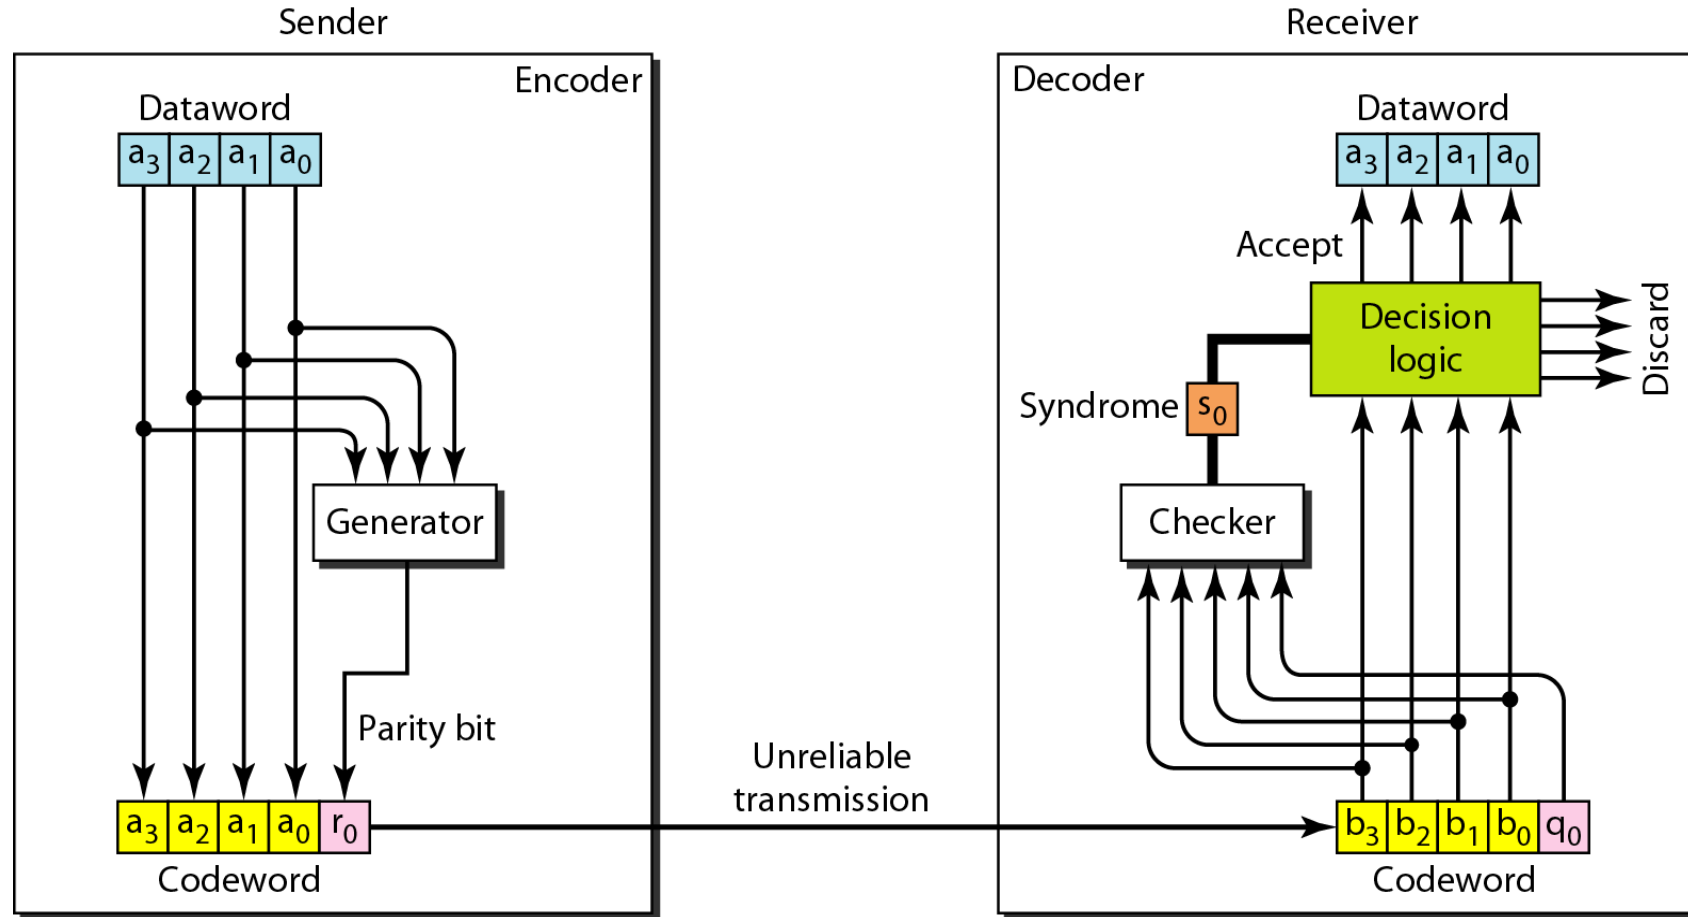 Sender
Encoder
Dataword
a₃ a₂ a₁ a₀
Generator
Parity bit
a₃ a₂ a₁ a₀ r₀
Codeword
Unreliable
transmission
Receiver
Decoder
Dataword
a₃ a₂ a₁ a₀
Accept
Decision
logic
Discard
Syndrome s₀
Checker
b₃ b₂ b₁ b₀ q₀
Codeword